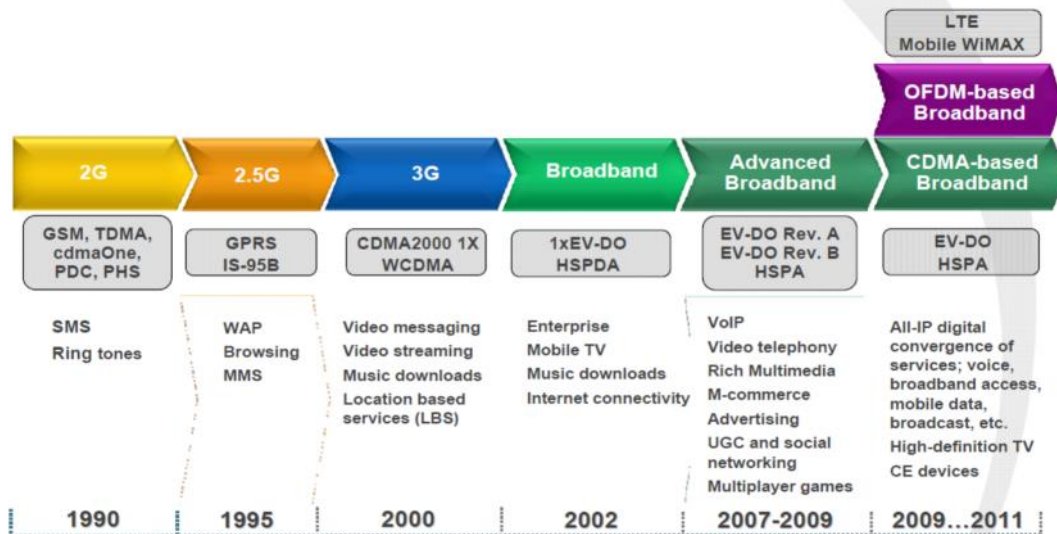 LTE
Mobile WiMAX
OFDM-based
Broadband
2G
2.5G
3G
Broadband
Advanced
Broadband
CDMA-based
Broadband
GSM, TDMA,
cdmaOne,
PDC, PHS
GPRS
IS-95B
CDMA2000 1X
WCDMA
1xEV-DO
HSPDA
EV-DO Rev. A
EV-DO Rev. B
HSPA
EV-DO
HSPA
SMS
Ring tones
WAP
Browsing
MMS
Video messaging
Video streaming
Music downloads
Location based
services (LBS)
Enterprise
Mobile TV
Music downloads
Internet connectivity
VoIP
Video telephony
Rich Multimedia
M-commerce
Advertising
UGC and social
networking
Multiplayer games
All-IP digital
convergence of
services; voice,
broadband access,
mobile data,
broadcast, etc.
High-definition TV
CE devices
1990
1995
2000
2002
2007-2009
2009...2011